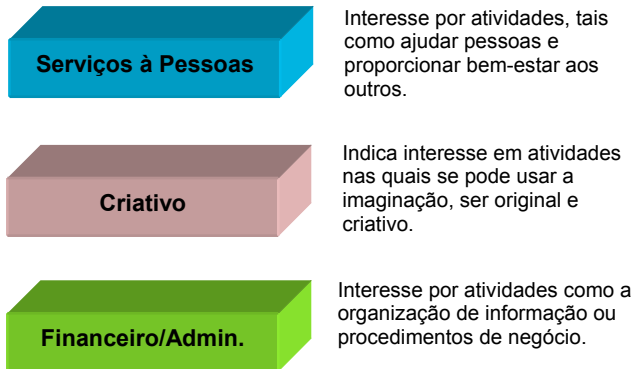 Serviços à Pessoas
Interesse por atividades, tais
como ajudar pessoas e
proporcionar bem-estar aos
outros.
Criativo
Indica interesse em atividades
nas quais se pode usar a
imaginação, ser original e
criativo.
Financeiro/Admin.
Interesse por atividades como a
organização de informação ou
procedimentos de negócio.